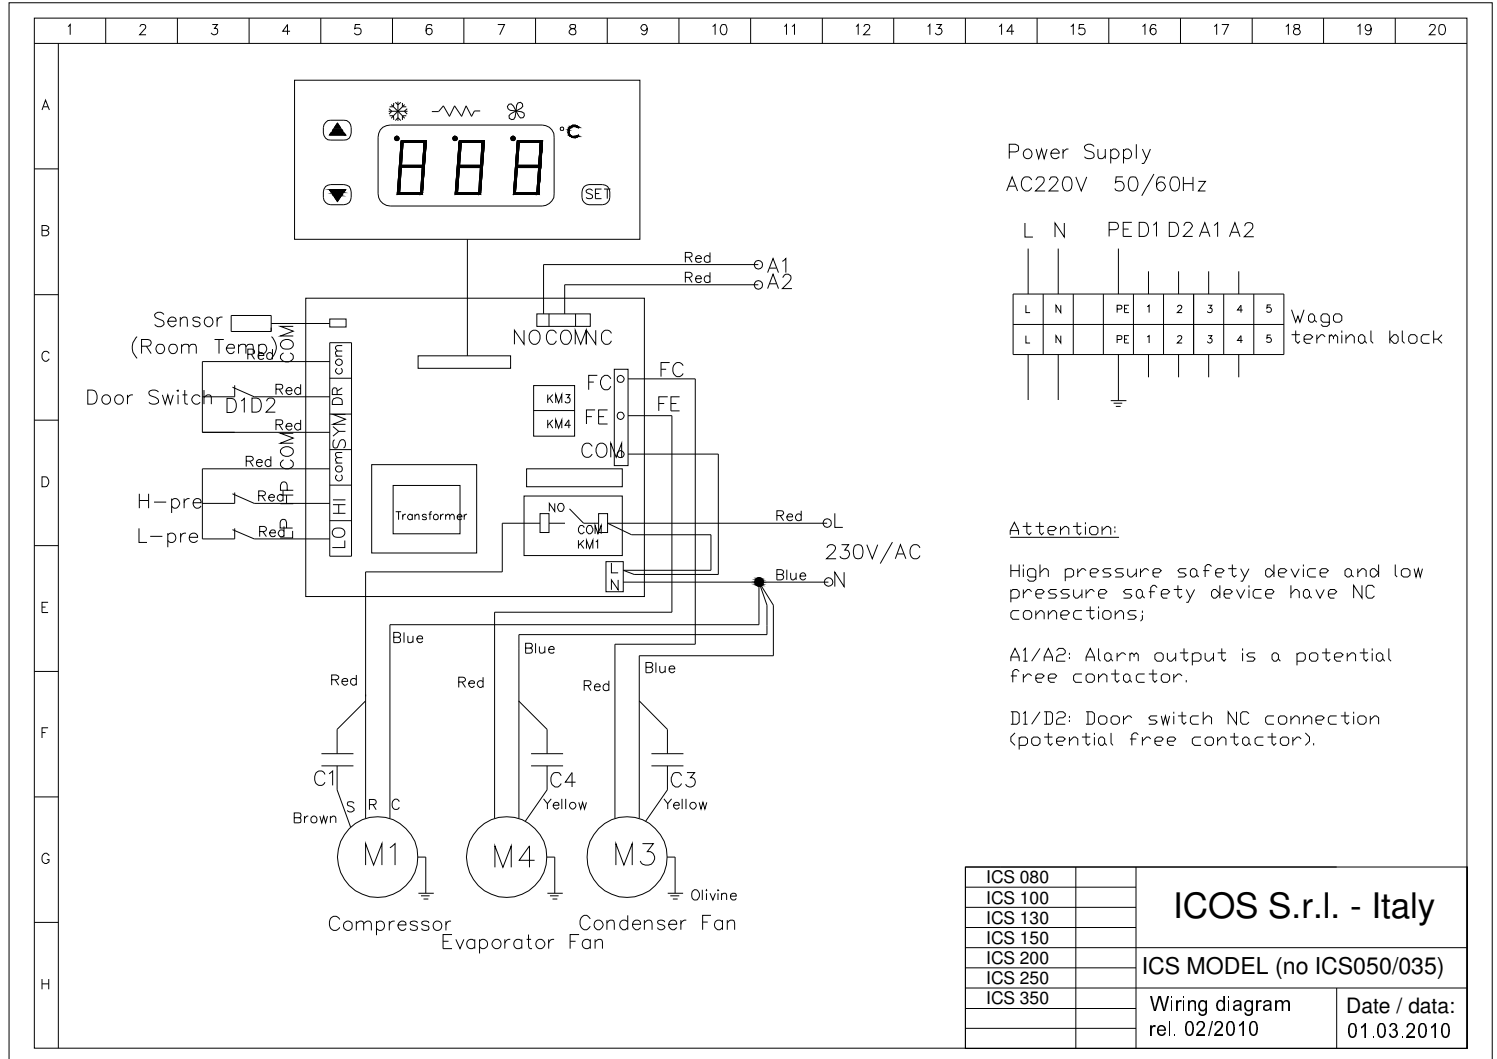 1 2 3 4 5 6 7 8 9 10 11 12 13 14 15 16 17 18 19 20
A
B
C
D
E
F
G
H
°C
SET
Red A1
Red A2
Sensor
(Room Temp)
COM
Red
com
Door Switch
D1D2
Red
DR
Red
SYM
COM
Red
com
H-pre
HP
Red
HI
L-pre
LP
Red
LO
NO COM NC
KM3
KM4
FC
FE
COM
FC
FE
Transformer
NO
COM
KM1
L
N
Red L
230V/AC
Blue N
Blue
Blue
Blue
Red
Red
Red
C1
C4
C3
Brown
S R C
Yellow
Yellow
M1
M4
M3
Olivine
Compressor
Evaporator Fan
Condenser Fan
Power Supply
AC220V 50/60Hz
L N PE D1 D2 A1 A2
L N PE 1 2 3 4 5
L N PE 1 2 3 4 5
Wago
terminal block
Attention:
High pressure safety device and low
pressure safety device have NC
connections;
A1/A2: Alarm output is a potential
free contactor.
D1/D2: Door switch NC connection
(potential free contactor).
ICS 080
ICS 100
ICS 130
ICS 150
ICS 200
ICS 250
ICS 350
ICOS S.r.l. - Italy
ICS MODEL (no ICS050/035)
Wiring diagram
rel. 02/2010
Date / data:
01.03.2010